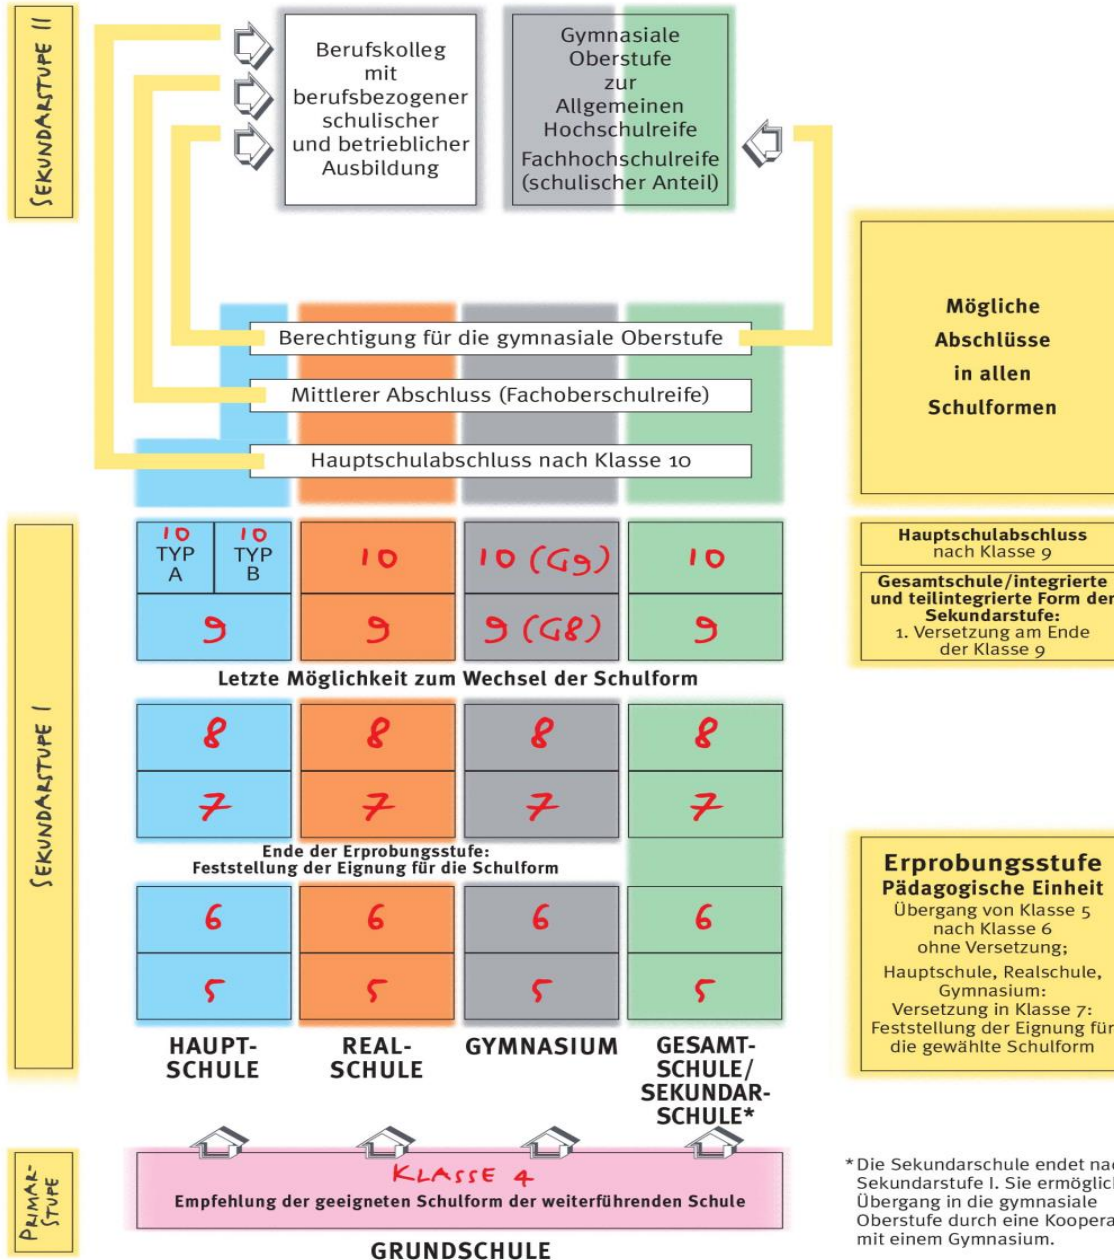 SEKUNDARSTUFE II
Berufskolleg
mit
berufsbezogener
schulischer
und betrieblicher
Ausbildung
Gymnasiale
Oberstufe
zur
Allgemeinen
Hochschulreife
Fachhochschulreife
(schulischer Anteil)
Berechtigung für die gymnasiale Oberstufe
Mittlerer Abschluss (Fachoberschulreife)
Hauptschulabschluss nach Klasse 10
Mögliche
Abschlüsse
in allen
Schulformen
SEKUNDARSTUFE I
10 TYP A
10 TYP B
10
10 (G9)
10
9
9
9 (G8)
9
Hauptschulabschluss
nach Klasse 9
Gesamtschule/integrierte
und teilintegrierte Form der
Sekundarstufe:
1. Versetzung am Ende
der Klasse 9
Letzte Möglichkeit zum Wechsel der Schulform
8 8 8 8
7 7 7 7
Ende der Erprobungsstufe:
Feststellung der Eignung für die Schulform
6 6 6 6
5 5 5 5
Erprobungsstufe
Pädagogische Einheit
Übergang von Klasse 5
nach Klasse 6
ohne Versetzung;
Hauptschule, Realschule,
Gymnasium:
Versetzung in Klasse 7:
Feststellung der Eignung für
die gewählte Schulform
HAUPT-
SCHULE
REAL-
SCHULE
GYMNASIUM
GESAMT-
SCHULE/
SEKUNDAR-
SCHULE*
PRIMAR-
STUFE
KLASSE 4
Empfehlung der geeigneten Schulform der weiterführenden Schule
GRUNDSCHULE
*Die Sekundarschule endet
Sekundarstufe I. Sie
Übergang in die gymnasiale
Oberstufe durch eine
mit einem Gymnasium.